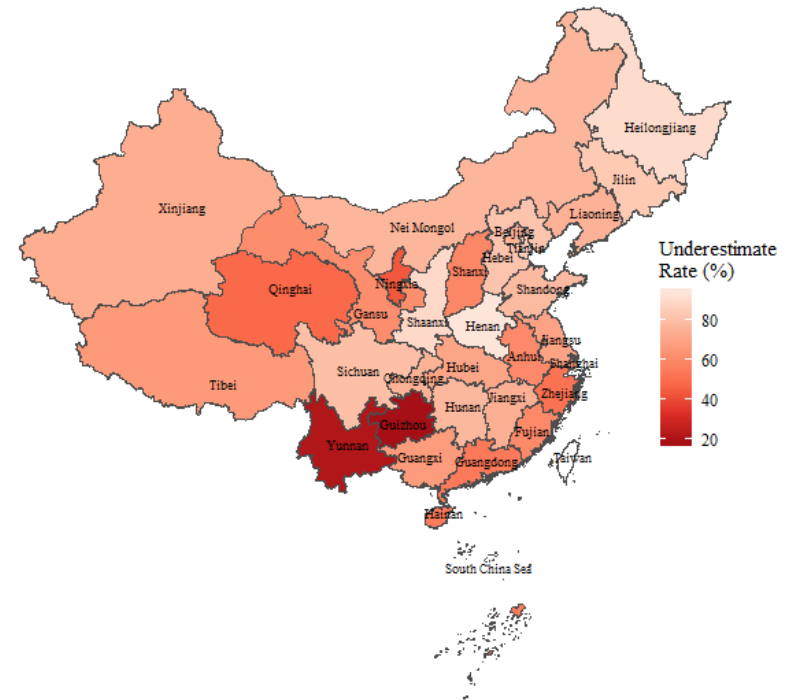 Heilongjiang
Jilin
Xinjiang
Liaoning
Nei Mongol
Beijing
Tianjin
Hebei
Shanxi
Ningxia
Qinghai
Shandong
Gansu
Shaanxi
Henan
Jiangsu
Anhui
Shanghai
Hubei
Sichuan
Chongqing
Tibei
Zhejiang
Jiangxi
Hunan
Guizhou
Fujian
Yunnan
Guangxi
Guangdong
Taiwan
Hainan
South China Sea
Underestimate
Rate (%)
80
60
40
20